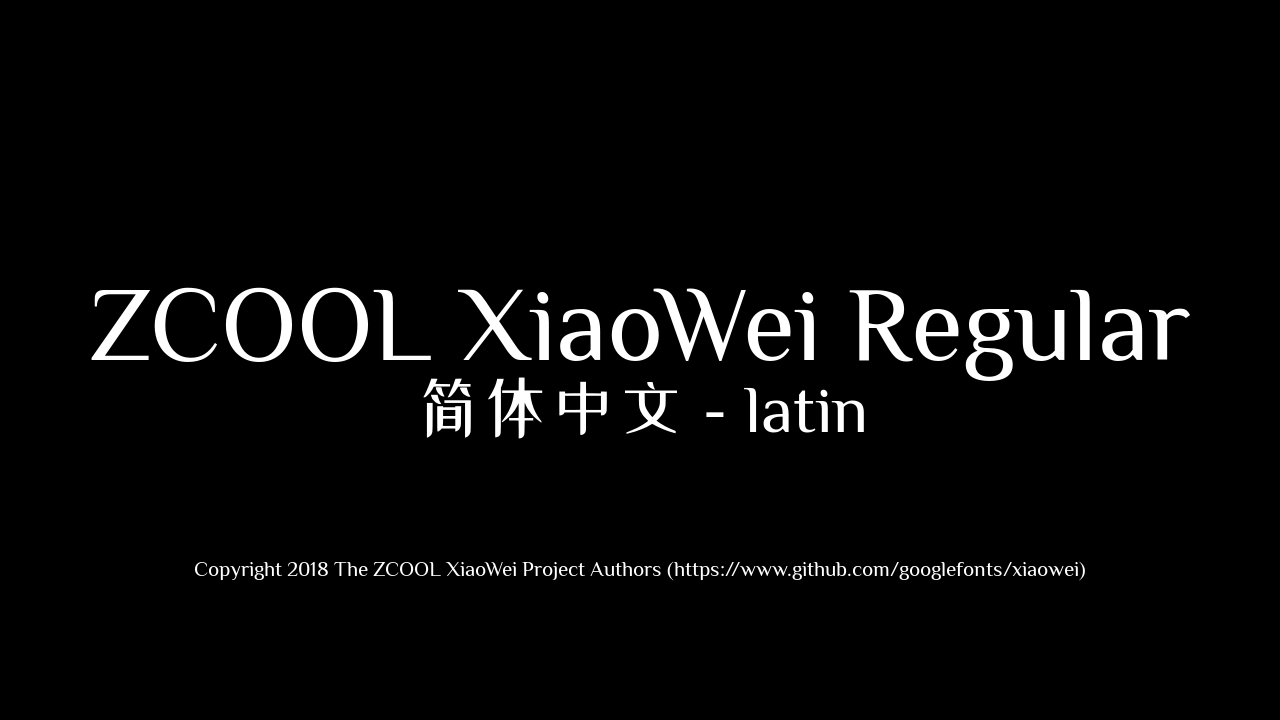 ZCOOL XiaoWei Regular
简体中文 - latin
Copyright 2018 The ZCOOL XiaoWei Project Authors (https://www.github.com/googlefonts/xiaowei)